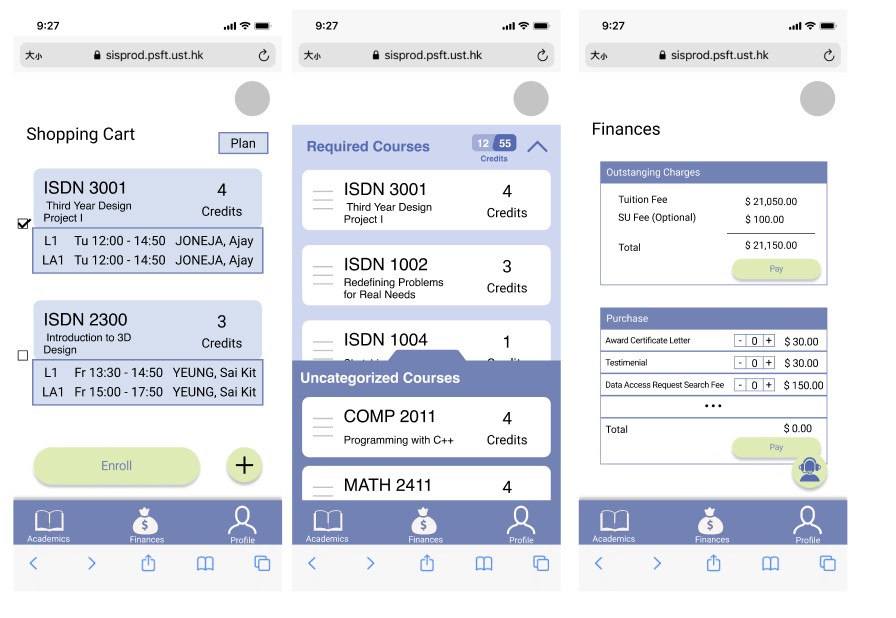 9:27
大小 sisprod.psft.ust.hk
Shopping Cart
Plan
ISDN 3001
4
Third Year Design
Project I
Credits
L1 Tu 12:00 - 14:50 JONEJA, Ajay
LA1 Tu 12:00 - 14:50 JONEJA, Ajay
ISDN 2300
3
Introduction to 3D
Design
Credits
L1 Fr 13:30 - 14:50 YEUNG, Sai Kit
LA1 Fr 15:00 - 17:50 YEUNG, Sai Kit
Enroll
+
Academics
$
Finances
Profile
9:27
大小 sisprod.psft.ust.hk
Required Courses
12 55
Credits
ISDN 3001
4
Third Year Design
Project I
Credits
ISDN 1002
3
Redefining Problems
for Real Needs
Credits
ISDN 1004
1
Uncategorized Courses
COMP 2011
4
Programming with C++
Credits
MATH 2411
4
Academics
$
Finances
Profile
9:27
大小 sisprod.psft.ust.hk
Finances
Outstanging Charges
Tuition Fee $ 21,050.00
SU Fee (Optional) $ 100.00
Total $ 21,150.00
Pay
Purchase
Award Certificate Letter - 0 + $ 30.00
Testimenial - 0 + $ 30.00
Data Access Request Search Fee - 0 + $ 150.00
•••
Total $ 0.00
Pay
Academics
$
Finances
Profile